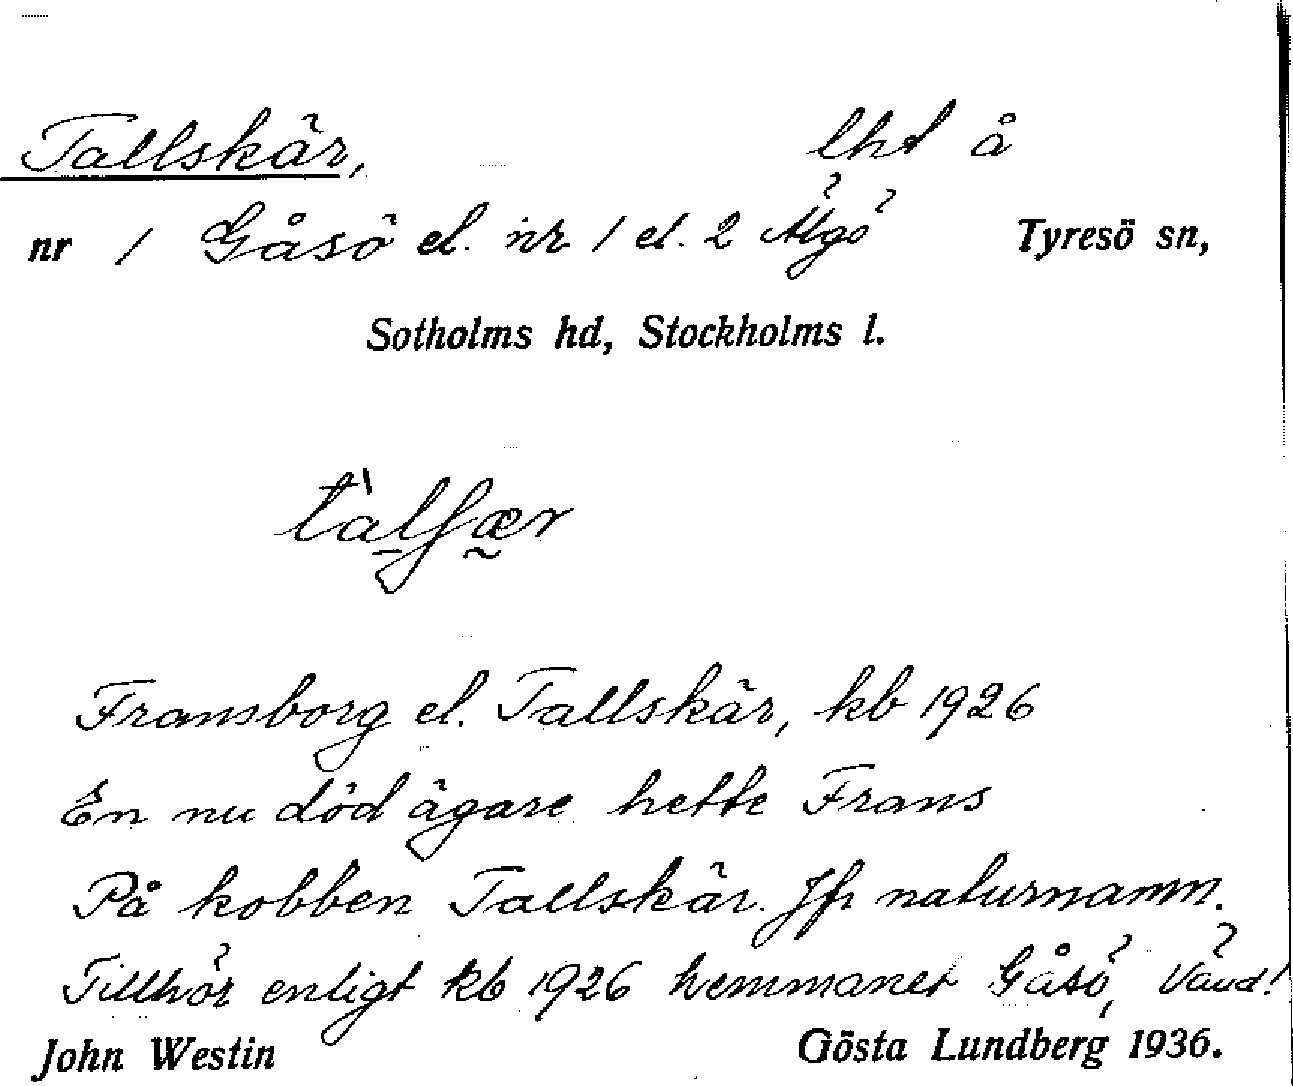 Tallskär, lht å
nr 1 Gåsö el. nr 1 el. 2 Älgö Tyresö sn,
Sotholms hd, Stockholms l.
Fransborg el. Tallskär, kb 1926
En nu död ägare hette Frans
På kobben Tallskär. Jfr naturnamn.
Tillhör enligt kb 1926 hemmanet Gåsö, Vänd!
John Westin Gösta Lundberg 1936.